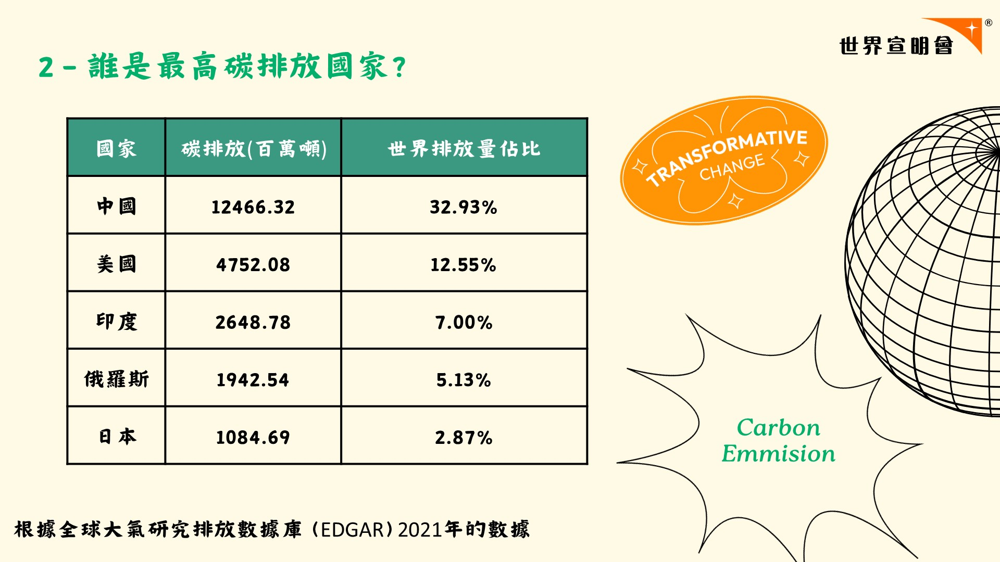 世界宣明會®
2 – 誰是最高碳排放國家?
國家 碳排放(百萬噸) 世界排放量佔比
中國 12466.32 32.93%
美國 4752.08 12.55%
印度 2648.78 7.00%
俄羅斯 1942.54 5.13%
日本 1084.69 2.87%
TRANSFORMATIVE
CHANGE
Carbon
Emmision
根據全球大氣研究排放數據庫 (EDGAR) 2021年的數據